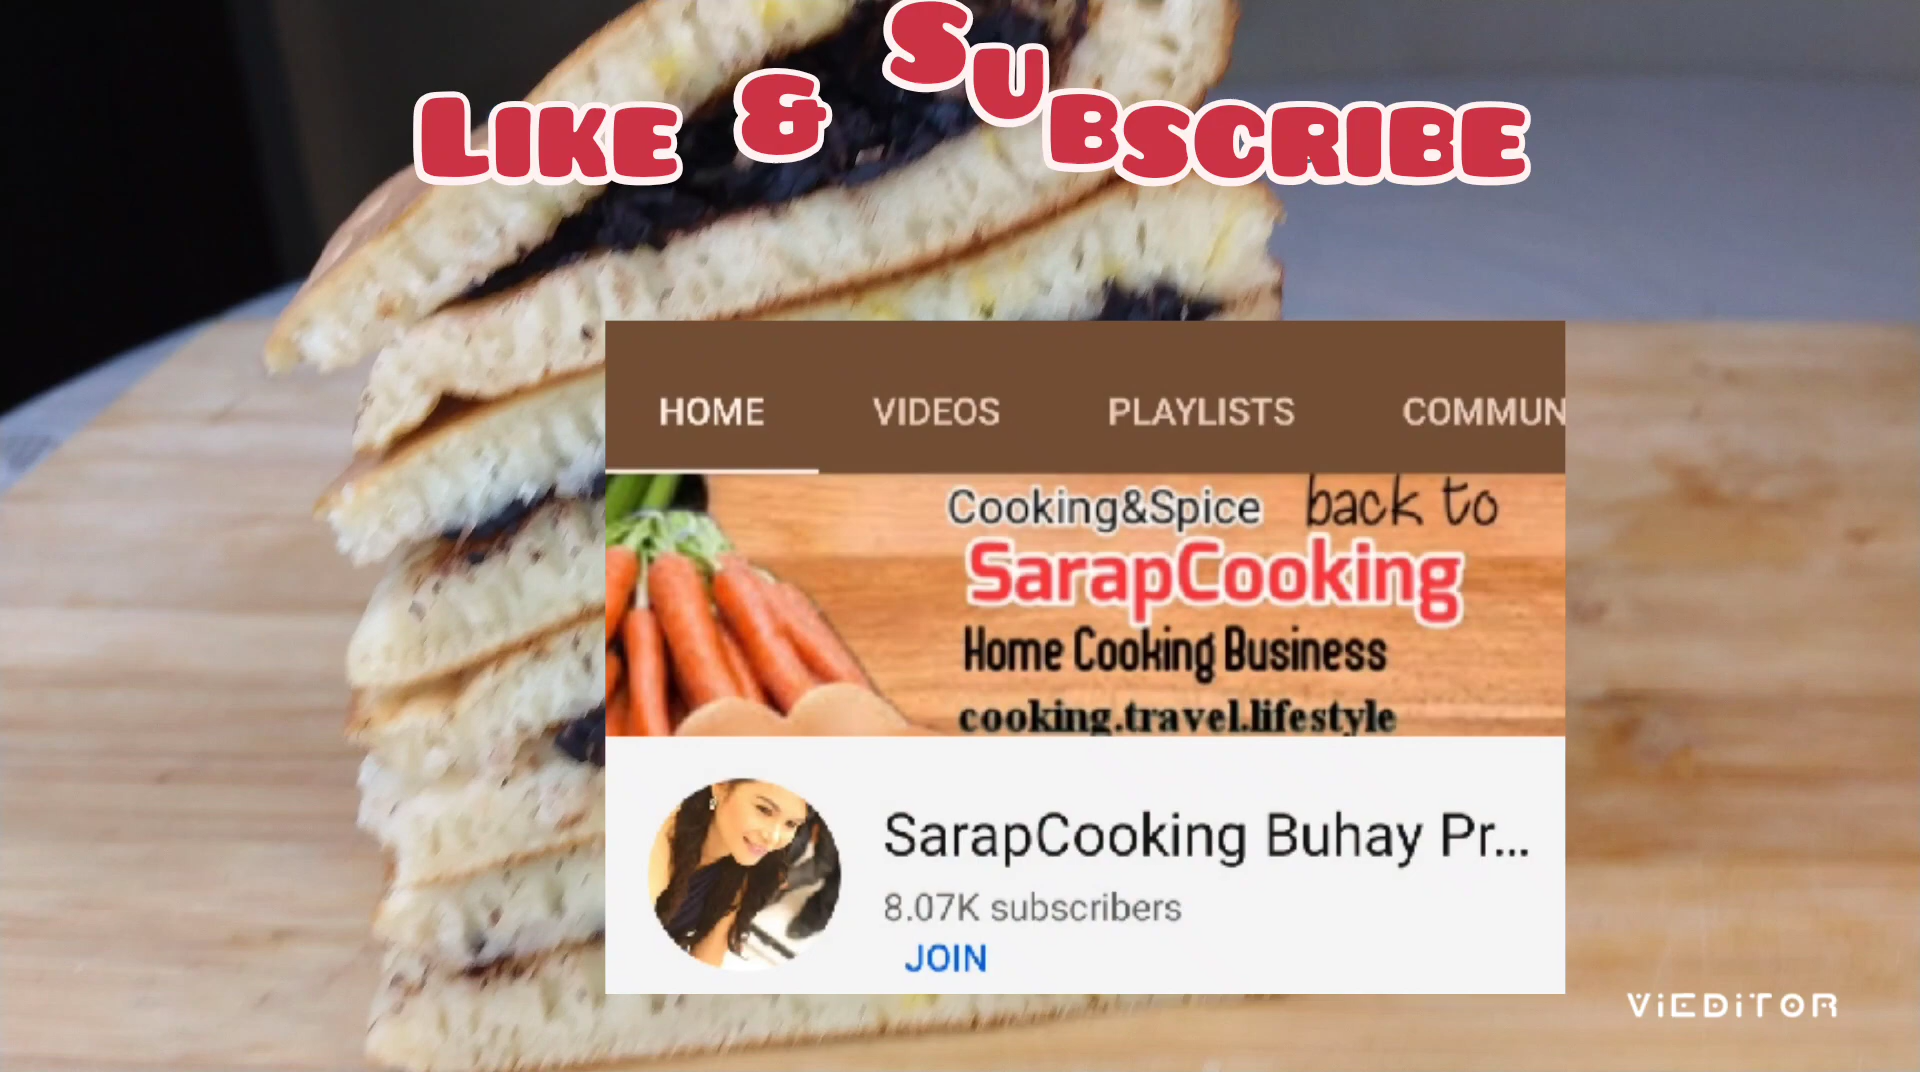 LIKE & SUBSCRIBE
HOME VIDEOS PLAYLISTS COMMUN
Cooking&Spice back to
SarapCooking
Home Cooking Business
cooking.travel.lifestyle
SarapCooking Buhay Pr...
8.07K subscribers
JOIN
ViEDiTOR